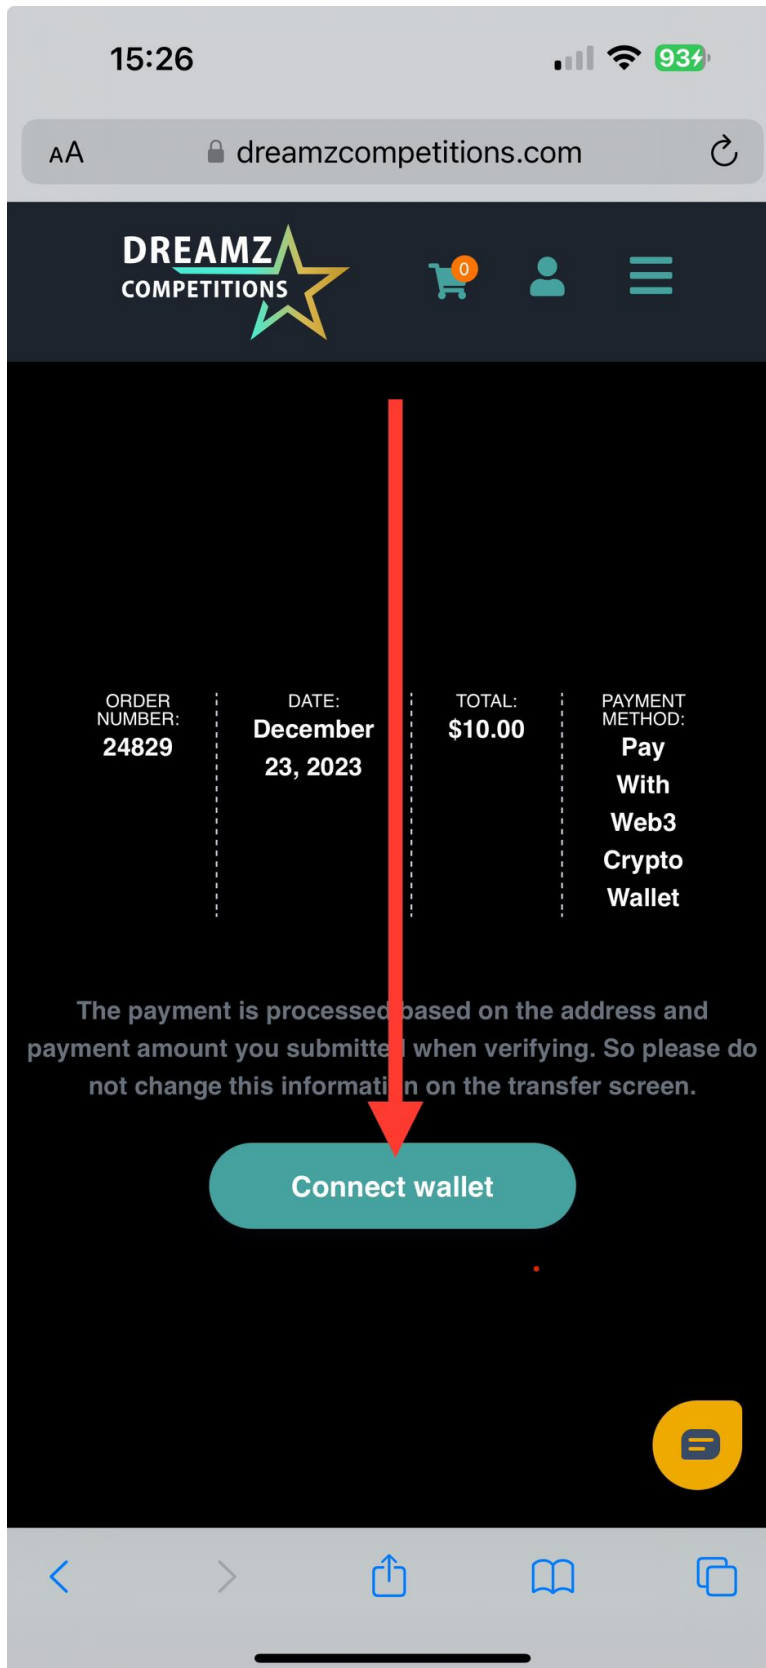 15:26
93
AA
dreamzcompetitions.com
DREAMZ
COMPETITIONS
0
ORDER
NUMBER:
24829
DATE:
December
23, 2023
TOTAL:
$10.00
PAYMENT
METHOD:
Pay
With
Web3
Crypto
Wallet
The payment is processed based on the address and
payment amount you submitted when verifying. So please do
not change this information on the transfer screen.
Connect wallet